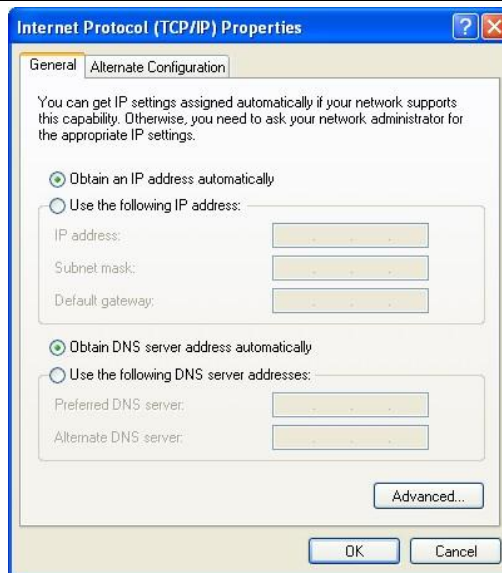 Internet Protocol (TCP/IP) Properties
General
Alternate Configuration
You can get IP settings assigned automatically if your network supports
this capability. Otherwise, you need to ask your network administrator for
the appropriate IP settings.
Obtain an IP address automatically
Use the following IP address:
IP address:
Subnet mask:
Default gateway:
Obtain DNS server address automatically
Use the following DNS server addresses:
Preferred DNS server:
Alternate DNS server:
Advanced...
OK
Cancel